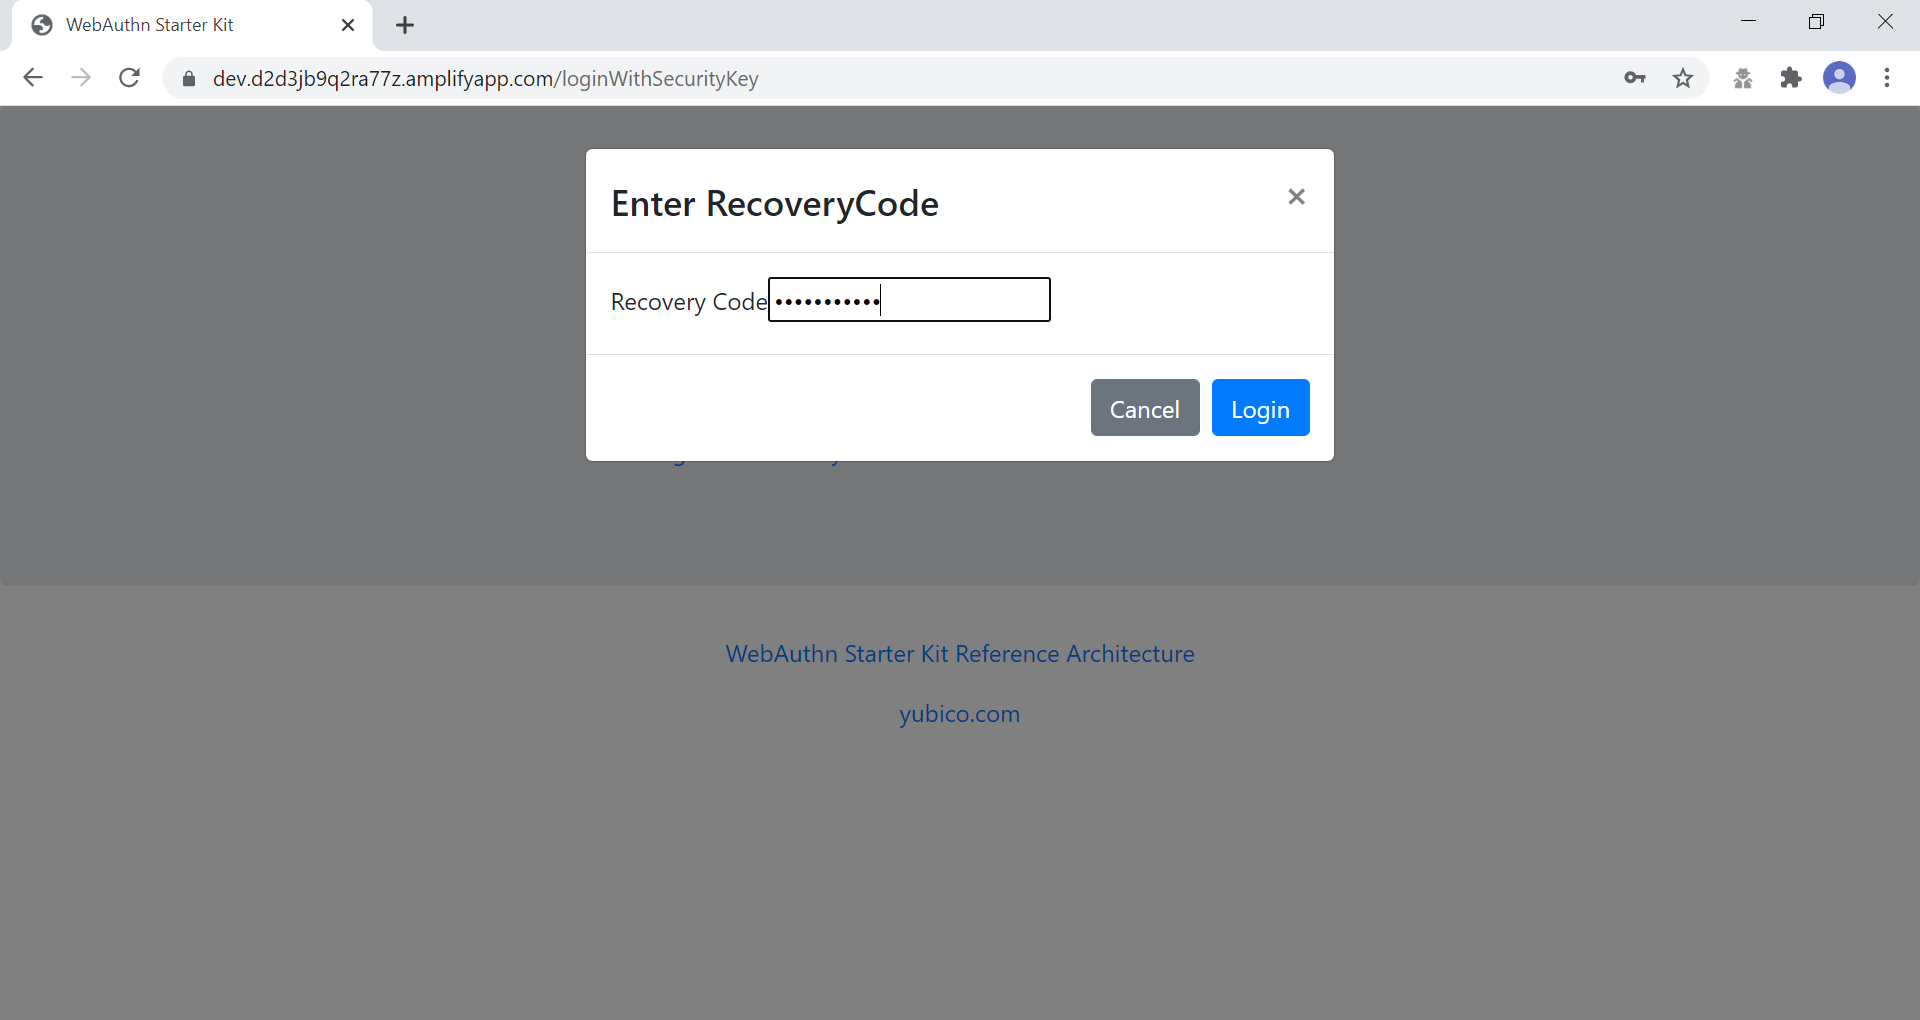 WebAuthn Starter Kit
dev.d2d3jb9q2ra77z.amplifyapp.com/loginWithSecurityKey
Enter RecoveryCode
Recovery Code
Cancel
Login
WebAuthn Starter Kit Reference Architecture
yubico.com